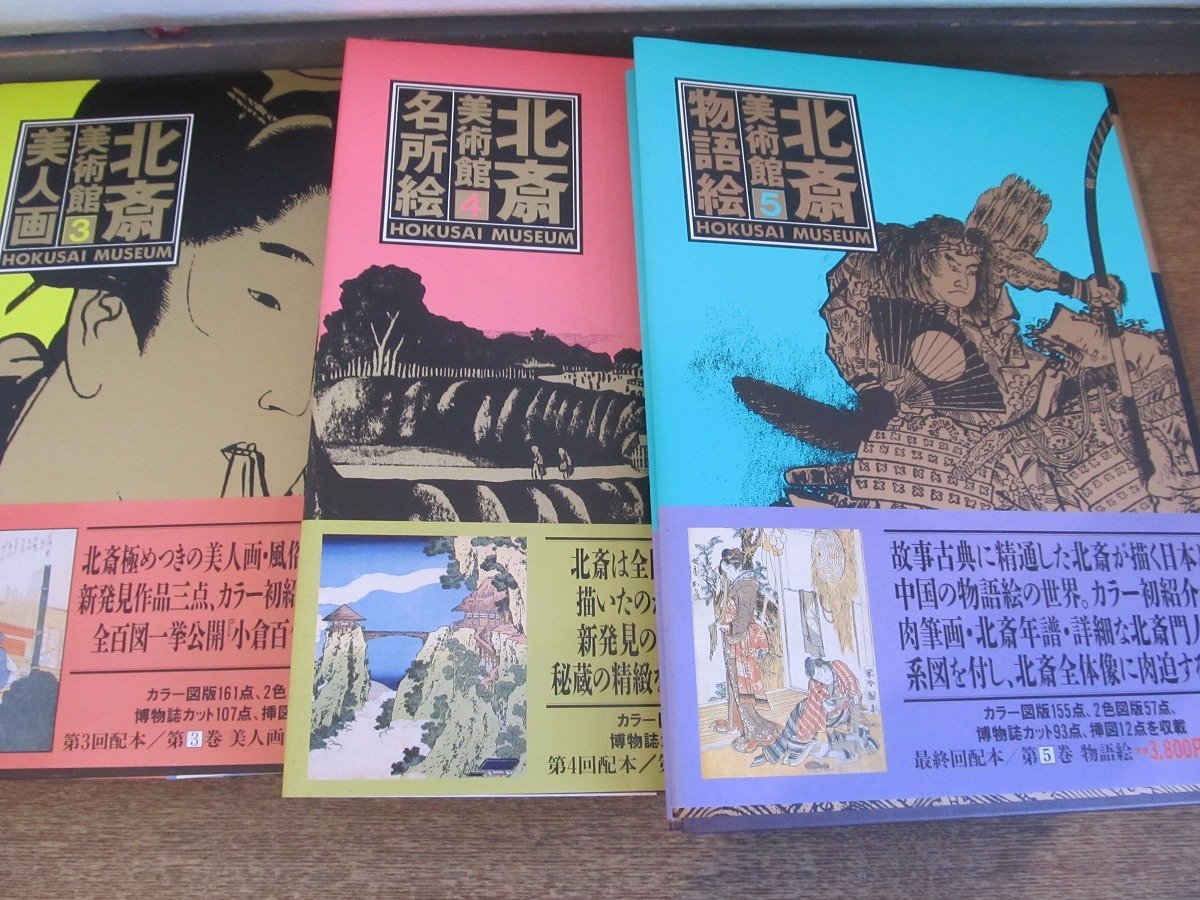 北斎
美術館3
美人画
HOKUSAI MUSEUM
北斎極めつきの美人画・風俗
新発見作品三点、カラー初紹
全百図一挙公開『小倉百
カラー図版161点、2色
博物誌カット107点、挿図
第3回配本/第3巻 美人画
北斎
美術館4
名所絵
HOKUSAI MUSEUM
北斎は全
描いたの
新発見の
秘蔵の精緻
カラー
博物誌
第4回配本/
北斎
美術館5
物語絵
HOKUSAI MUSEUM
故事古典に精通した北斎が描く日本
中国の物語絵の世界。カラー初紹介
肉筆画・北斎年譜・詳細な北斎門人
系図を付し、北斎全体像に肉迫す
カラー図版155点、2色図版57点、
博物誌カット93点、挿図12点を収載
最終回配本/第5巻 物語絵 3,800